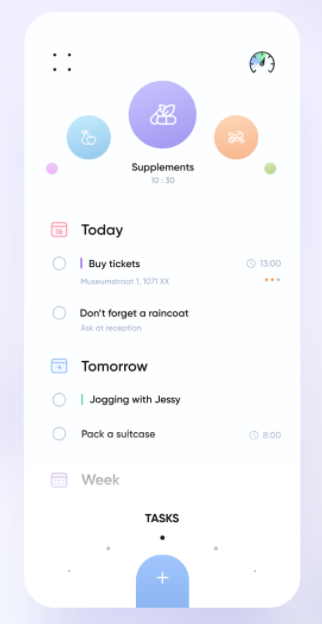 Supplements
10 : 30
16
Today
Buy tickets
13:00
Museumstraat 1, 1071 XX
Don't forget a raincoat
Ask at reception
Tomorrow
Jogging with Jessy
Pack a suitcase
8:00
Week
TASKS
+